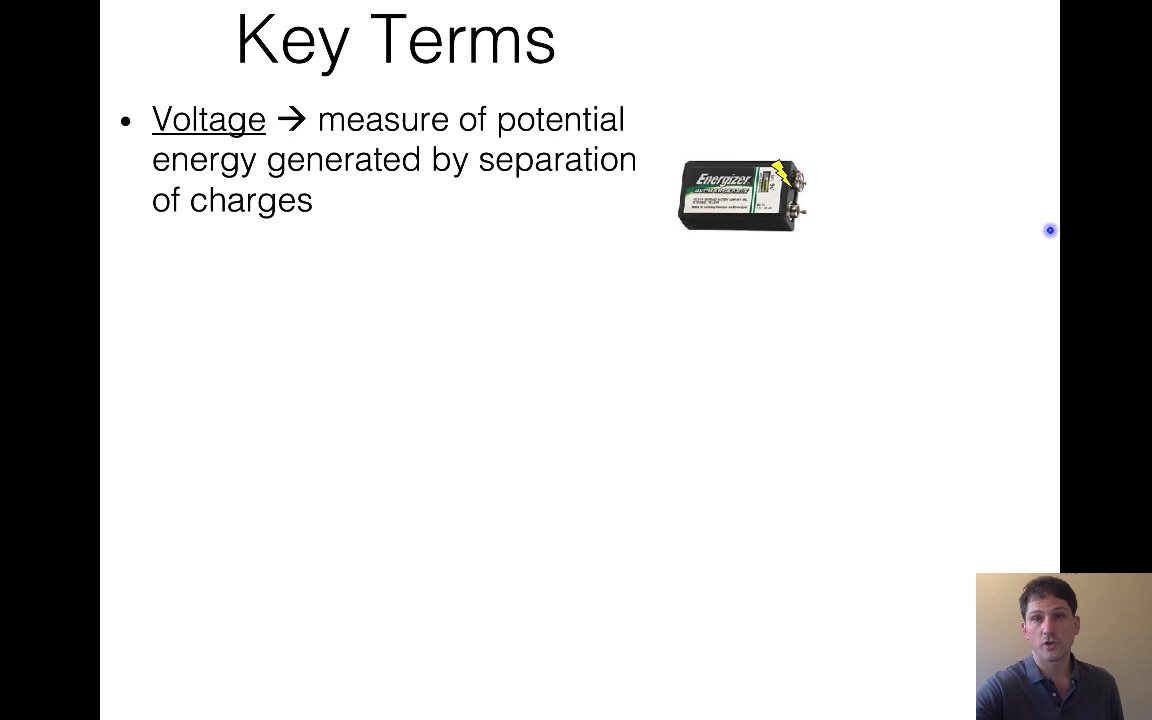 Key Terms
• Voltage → measure of potential
energy generated by separation
of charges
Energizer